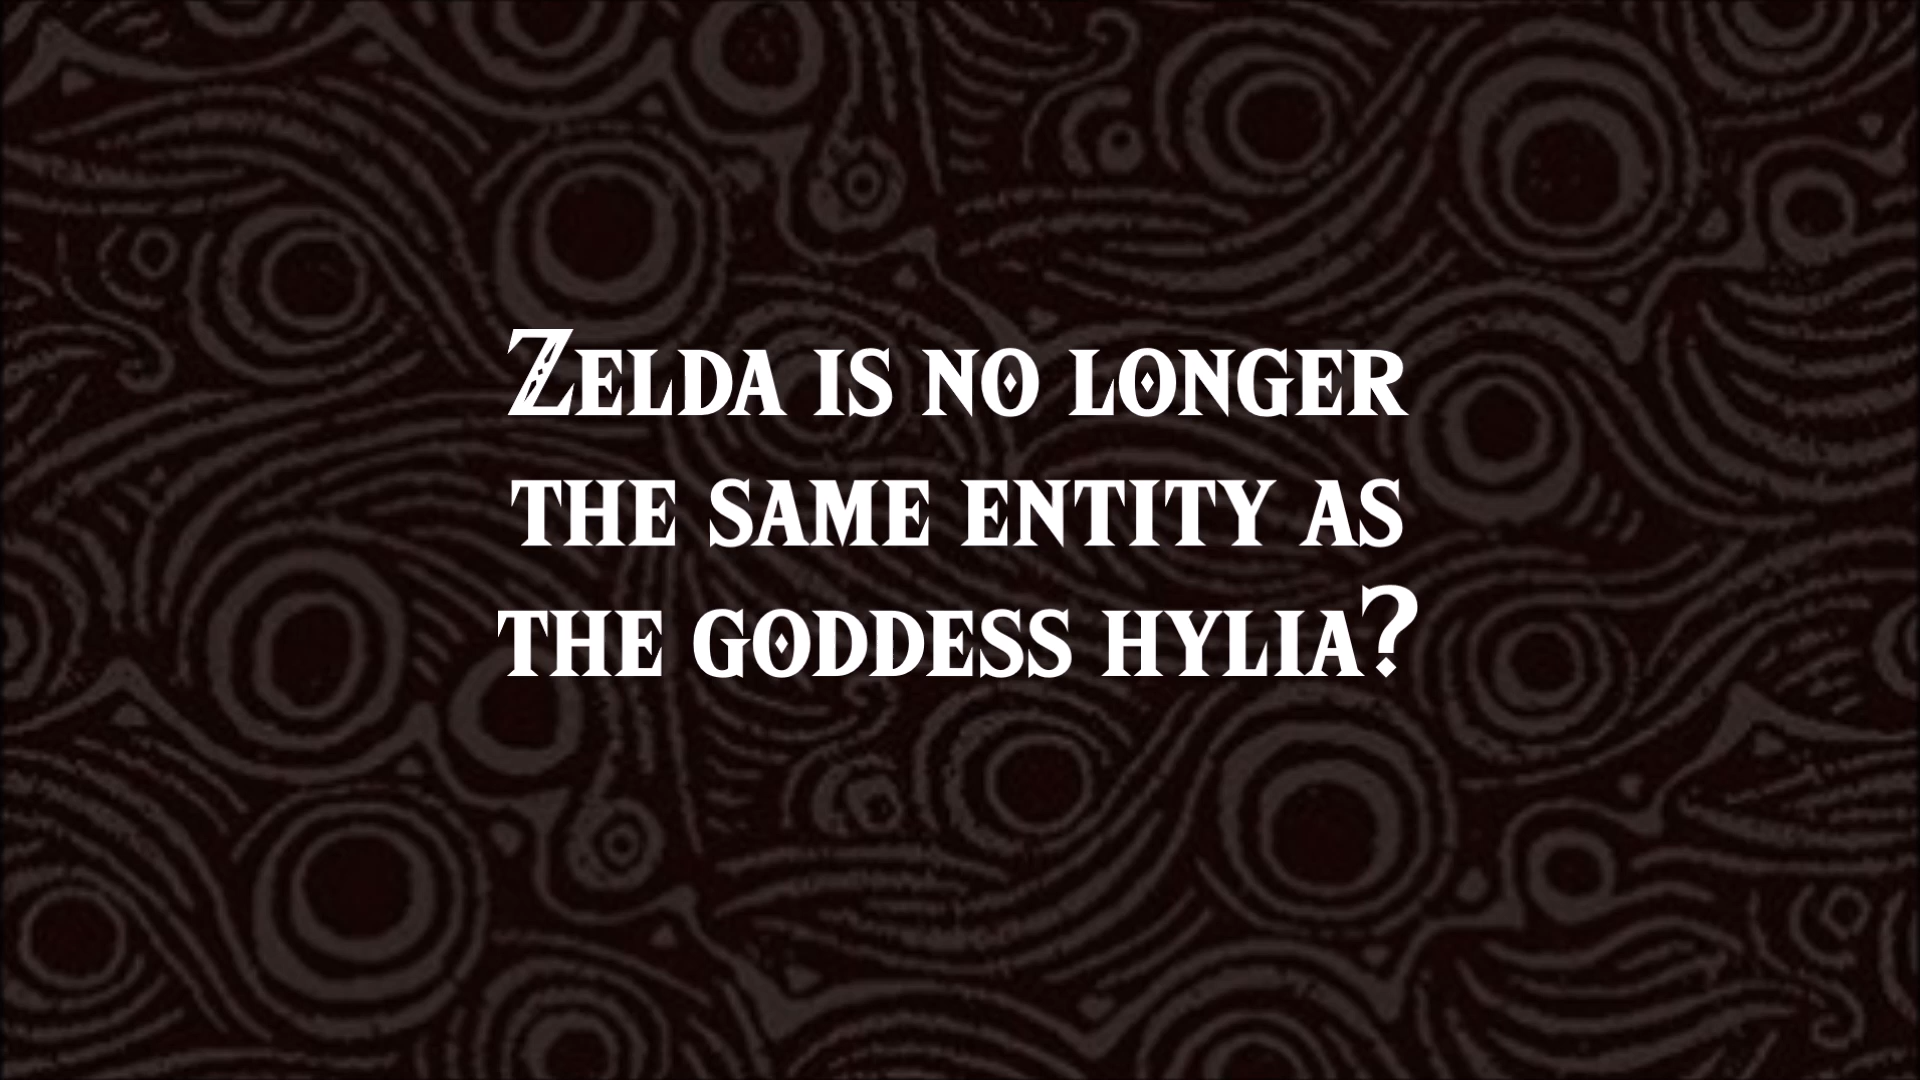 Zelda is no longer
the same entity as
the goddess hylia?